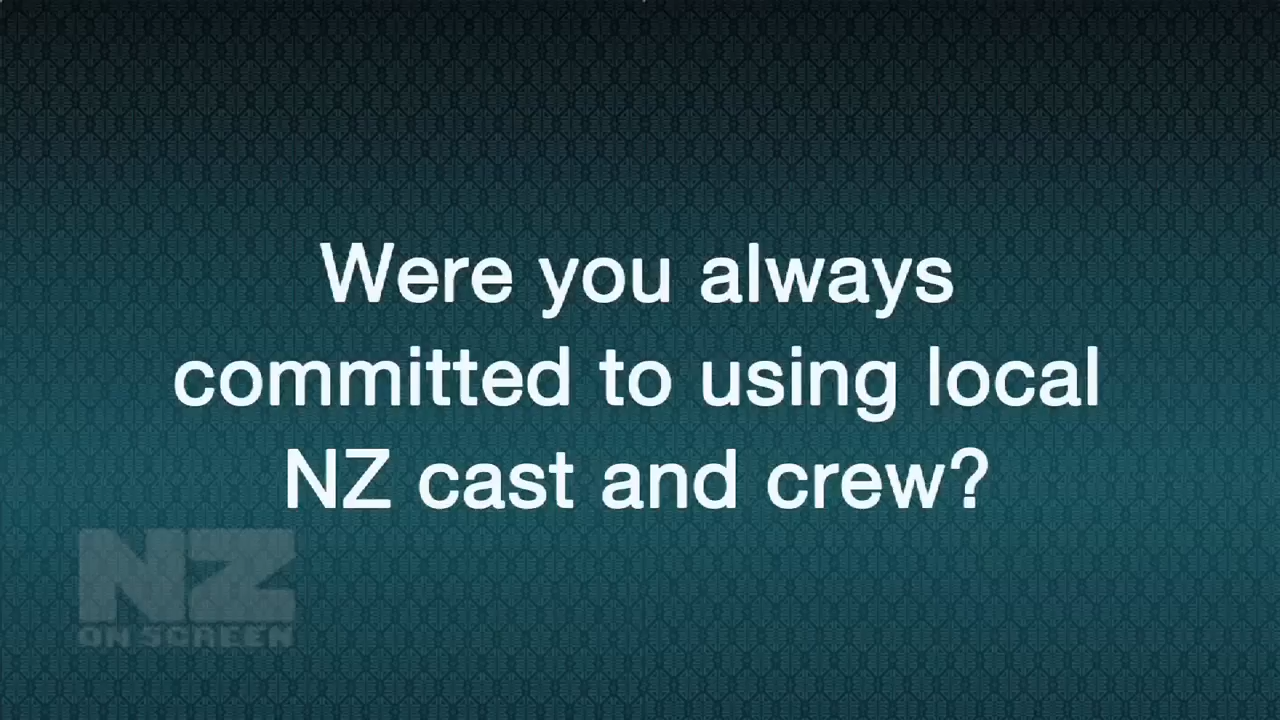 Were you always
committed to using local
NZ cast and crew?
NZ
ON SCREEN